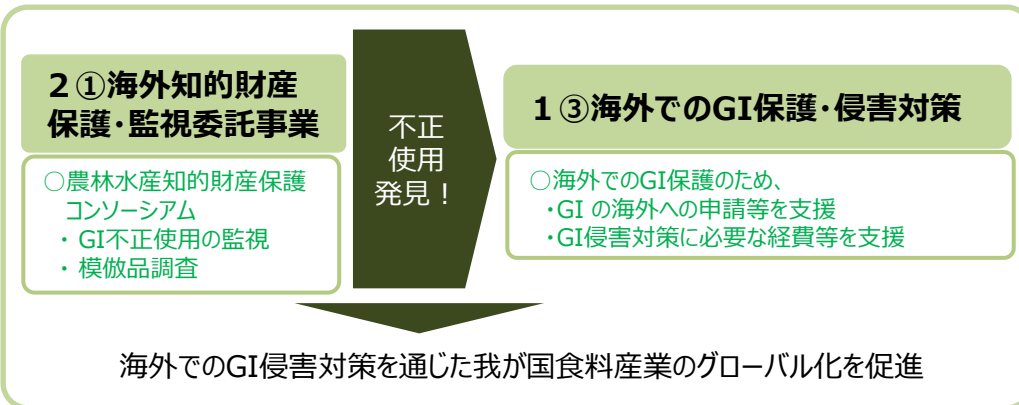 ２①海外知的財産
保護・監視委託事業
○農林水産知的財産保護
コンソーシアム
・ GI不正使用の監視
・ 模倣品調査
不正
使用
発見！
１③海外でのGI保護・侵害対策
○海外でのGI保護のため、
・GI の海外への申請等を支援
・GI侵害対策に必要な経費等を支援
海外でのGI侵害対策を通じた我が国食料産業のグローバル化を促進